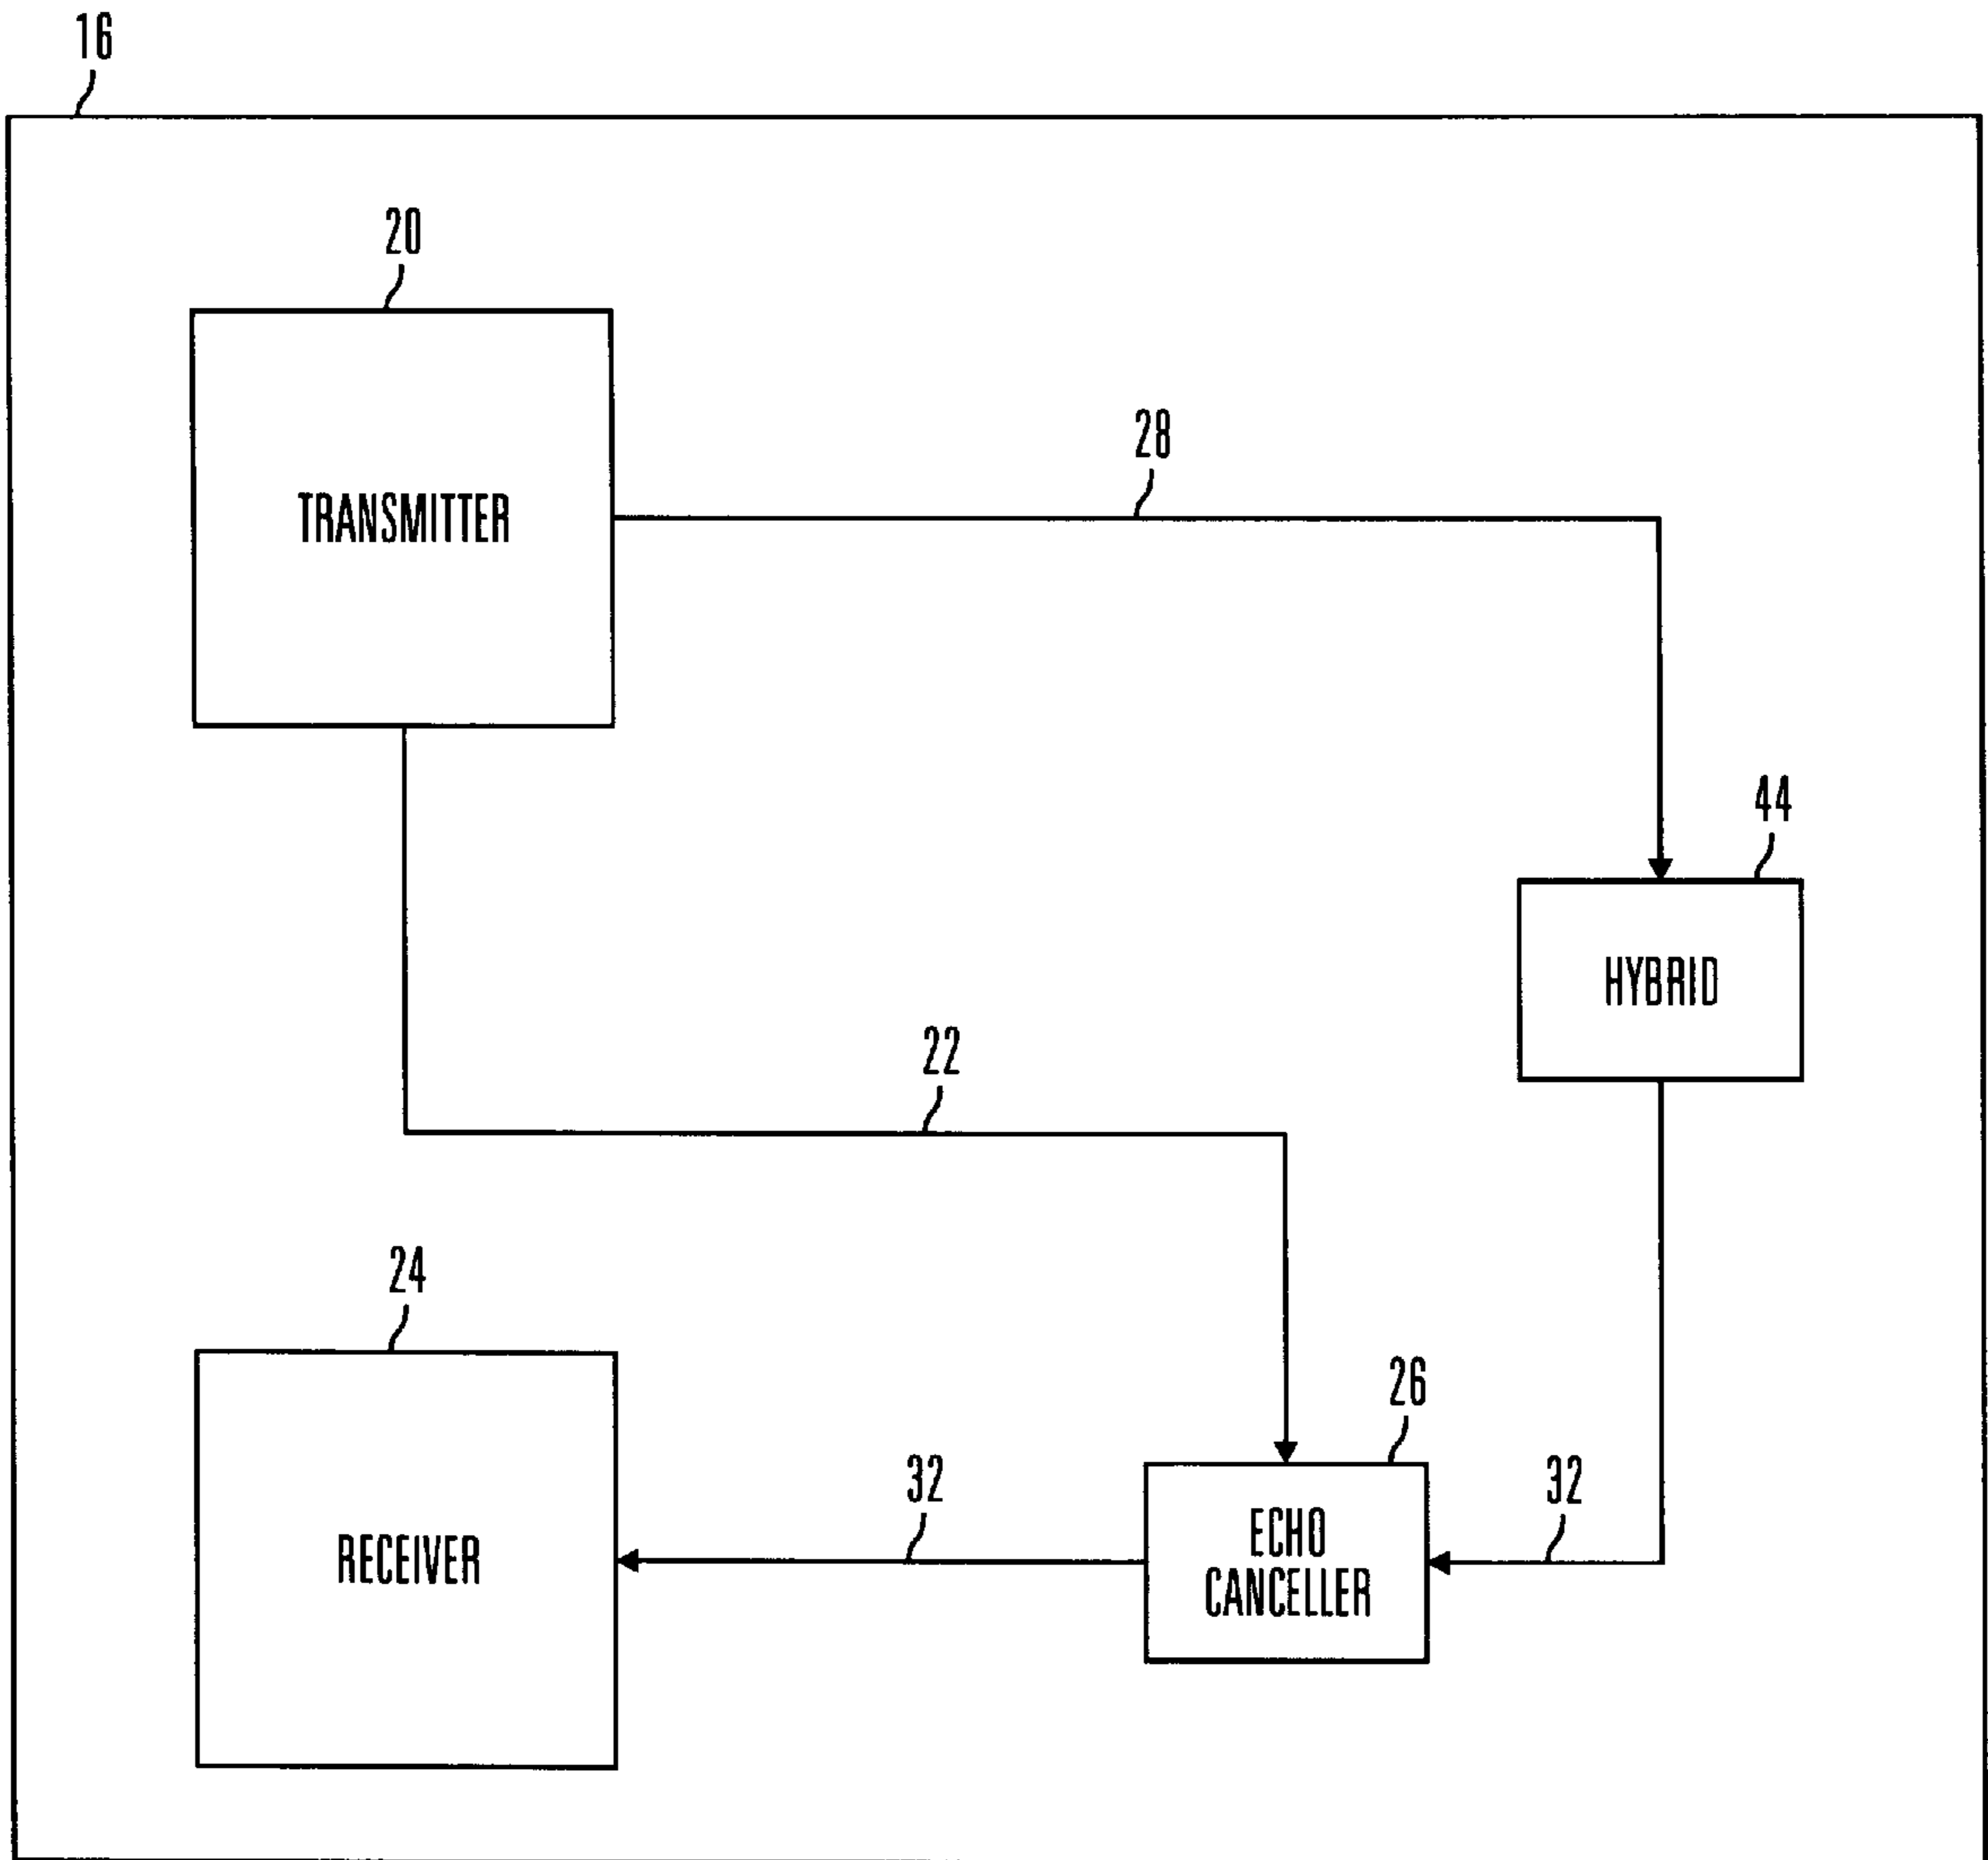 16
20
TRANSMITTER
28
44
HYBRID
22
24
RECEIVER
26
32
ECHO
CANCELLER
32